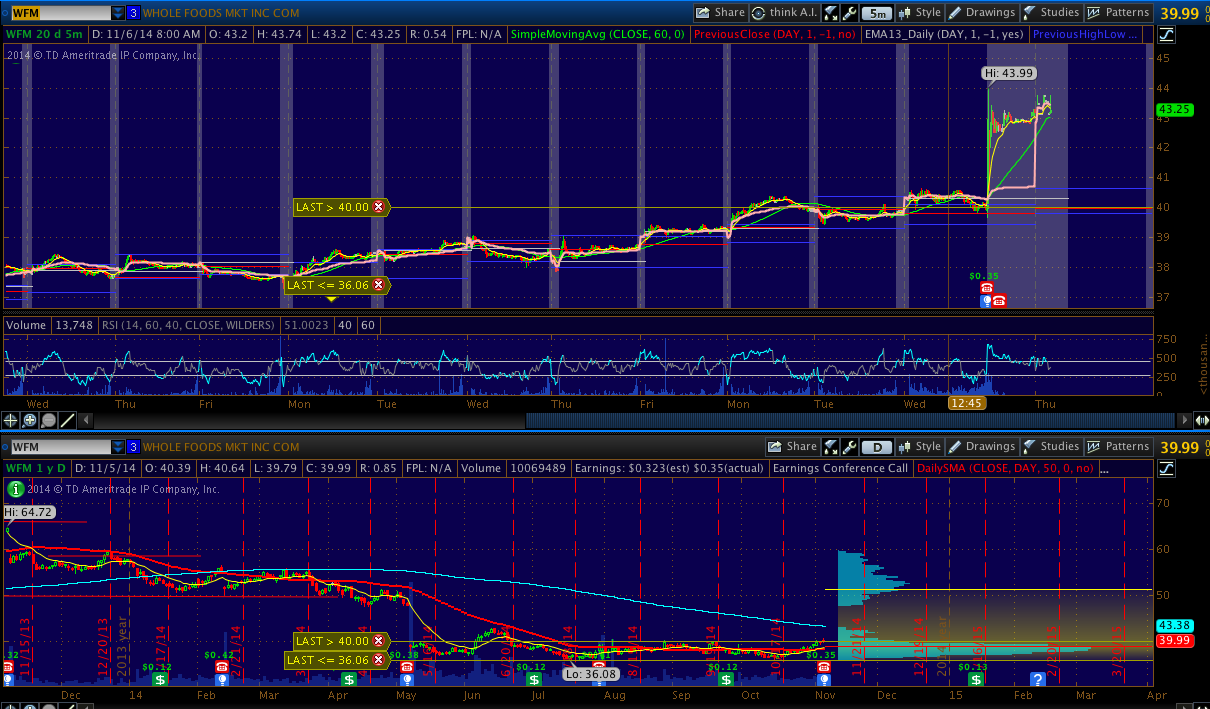 WFM 3 WHOLE FOODS MKT INC COM Share think A.I. 5m Style Drawings Studies Patterns 39.99
WFM 20 d 5m D: 11/6/14 8:00 AM O: 43.2 H: 43.74 L: 43.2 C: 43.25 R: 0.54 FPL: N/A SimpleMovingAvg (CLOSE, 60, 0) PreviousClose (DAY, 1, -1, no) EMA13_Daily (DAY, 1, -1, yes) PreviousHighLow ...
2014 © TD Ameritrade IP Company, Inc.
45
Hi: 43.99
44
43.25
43
42
41
LAST > 40.00
40
39
38
$0.35
LAST <= 36.06
37
Volume 13,748 RSI (14, 60, 40, CLOSE, WILDERS) 51.0023 40 60
750
500
250
0
<thousan...
Wed Thu Fri Mon Tue Wed Thu Fri Mon Tue Wed 12:45 Thu
WFM 3 WHOLE FOODS MKT INC COM Share D Style Drawings Studies Patterns 39.99
WFM 1 y D D: 11/5/14 O: 40.39 H: 40.64 L: 39.79 C: 39.99 R: 0.85 FPL: N/A Volume 10069489 Earnings: $0.323(est) $0.35(actual) Earnings Conference Call DailySMA (CLOSE, DAY, 50, 0, no) ...
2014 © TD Ameritrade IP Company, Inc.
Hi: 64.72
70
60
50
43.38
39.99
LAST > 40.00
LAST <= 36.06
11/15/13
12/20/13
2013 year
$0.12
$0.42
$0.38
$0.12
Lo: 36.08
$0.12
$0.35
$0.13
Dec 14 Feb Mar Apr May Jun Jul Aug Sep Oct Nov Dec 15 Feb Mar Apr